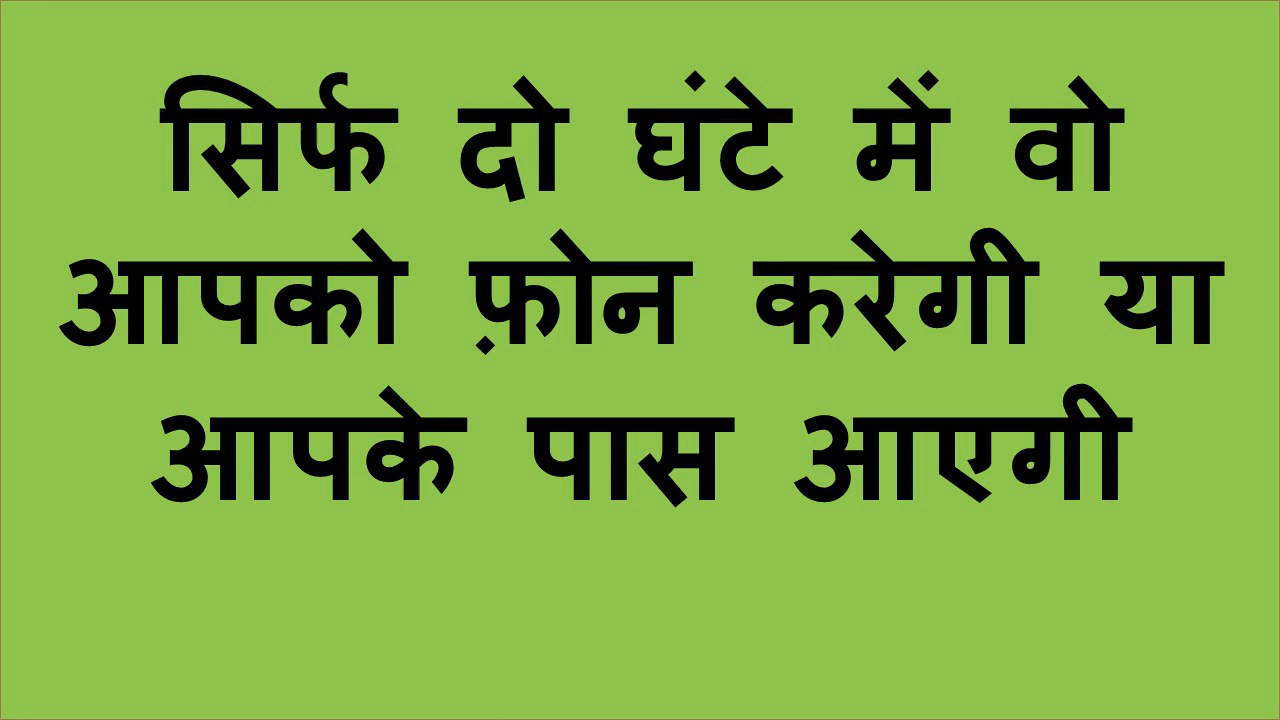 सिर्फ दो घंटे में वो
आपको फ़ोन करेगी या
आपके पास आएगी